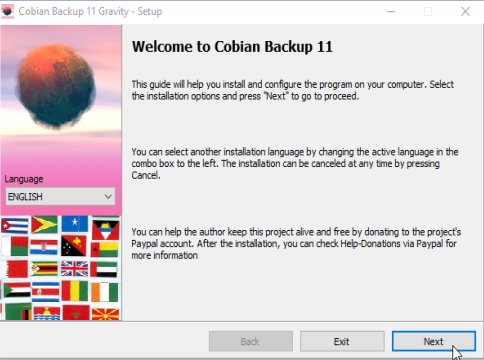 Cobian Backup 11 Gravity - Setup
Welcome to Cobian Backup 11
This guide will help you install and configure the program on your computer. Select
the installation options and press "Next" to go to proceed.
You can select another installation language by changing the active language in the
combo box to the left. The installation can be canceled at any time by pressing
Cancel.
Language
ENGLISH
You can help the author keep this project alive and free by donating to the project's
Paypal account. After the installation, you can check Help-Donations via Paypal for
more information
Back
Exit
Next